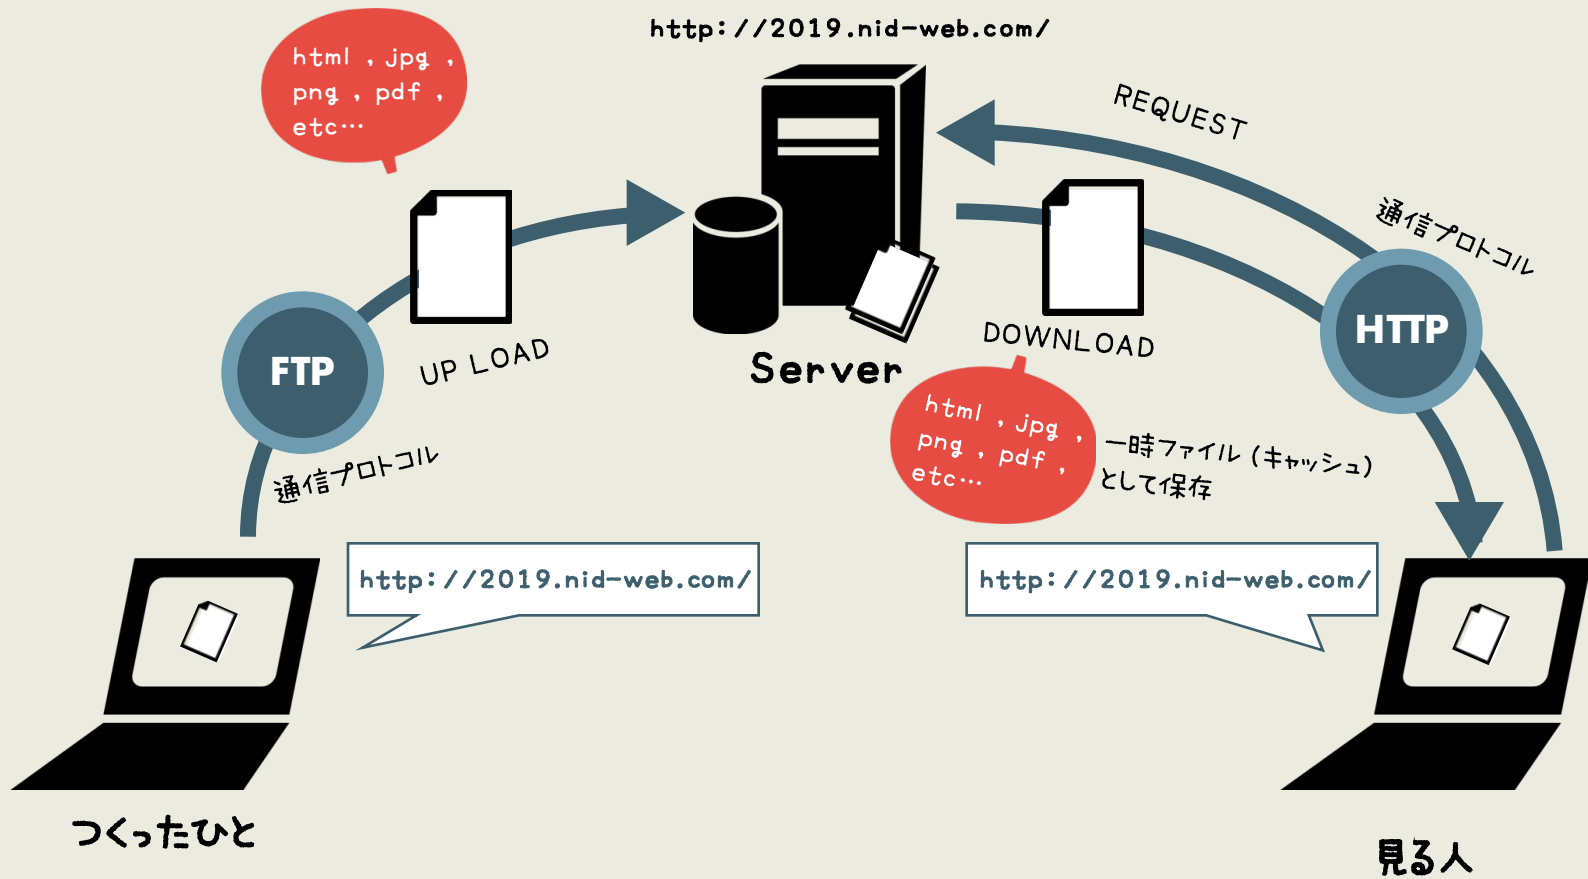 http://2019.nid-web.com/
html , jpg ,
png , pdf ,
etc…
REQUEST
通信プロトコル
HTTP
UP LOAD
FTP
通信プロトコル
Server
DOWNLOAD
html , jpg ,
png , pdf ,
etc…
一時ファイル（キャッシュ）
として保存
http://2019.nid-web.com/
http://2019.nid-web.com/
つくったひと
見る人